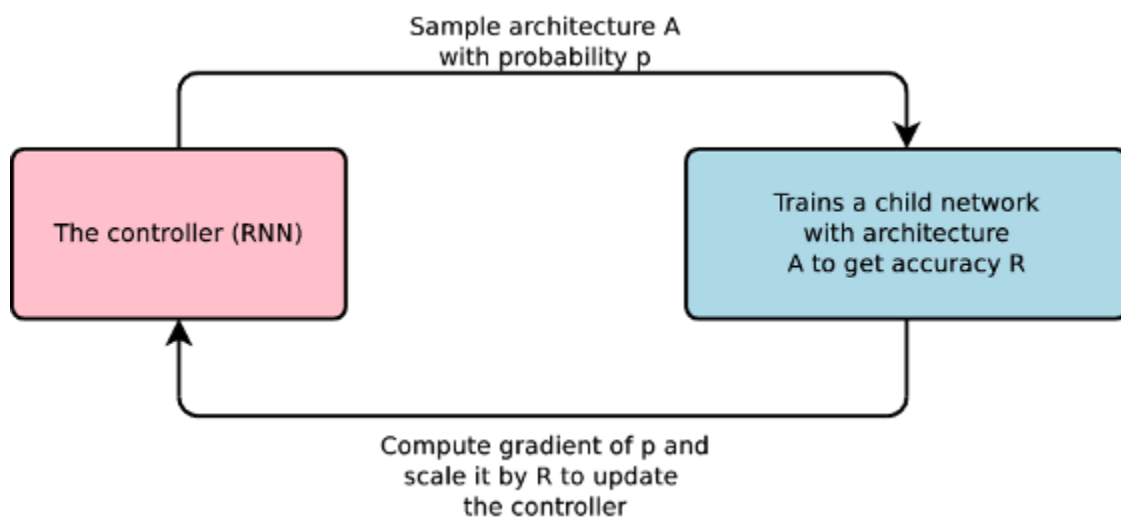 Sample architecture A
with probability p
The controller (RNN)
Trains a child network
with architecture
A to get accuracy R
Compute gradient of p and
scale it by R to update
the controller